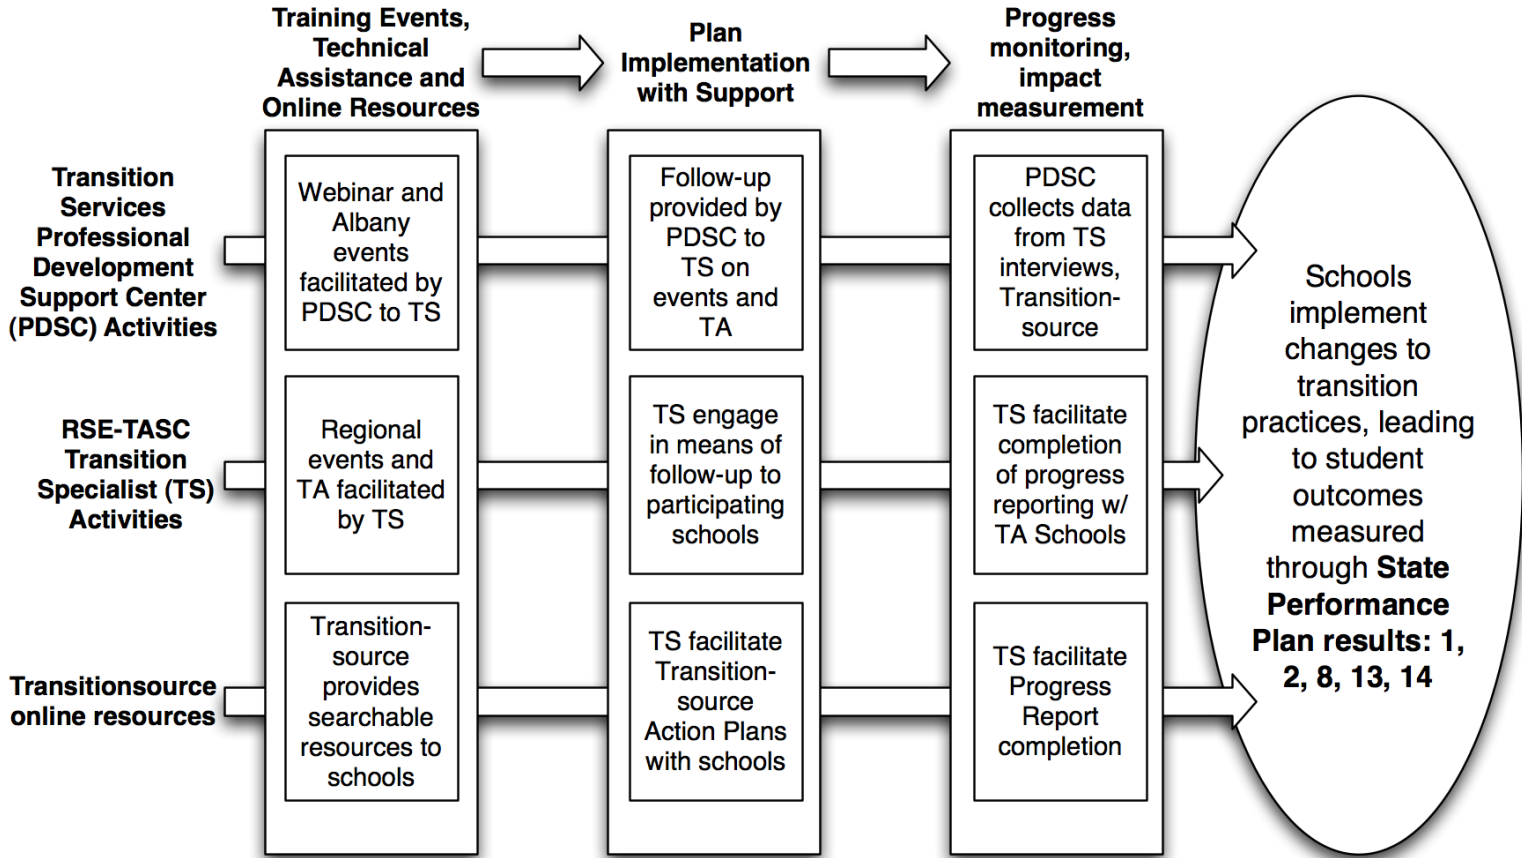 Training Events,
Technical
Assistance and
Online Resources
Plan
Implementation
with Support
Progress
monitoring,
impact
measurement
Transition
Services
Professional
Development
Support Center
(PDSC) Activities
Webinar and
Albany
events
facilitated by
PDSC to TS
Follow-up
provided by
PDSC to
TS on
events and
TA
PDSC
collects data
from TS
interviews,
Transition-
source
RSE-TASC
Transition
Specialist (TS)
Activities
Regional
events and
TA facilitated
by TS
TS engage
in means of
follow-up to
participating
schools
TS facilitate
completion
of progress
reporting w/
TA Schools
Transitionsource
online resources
Transition-
source
provides
searchable
resources to
schools
TS facilitate
Transition-
source
Action Plans
with schools
TS facilitate
Progress
Report
completion
Schools
implement
changes to
transition
practices, leading
to student
outcomes
measured
through State
Performance
Plan results: 1,
2, 8, 13, 14